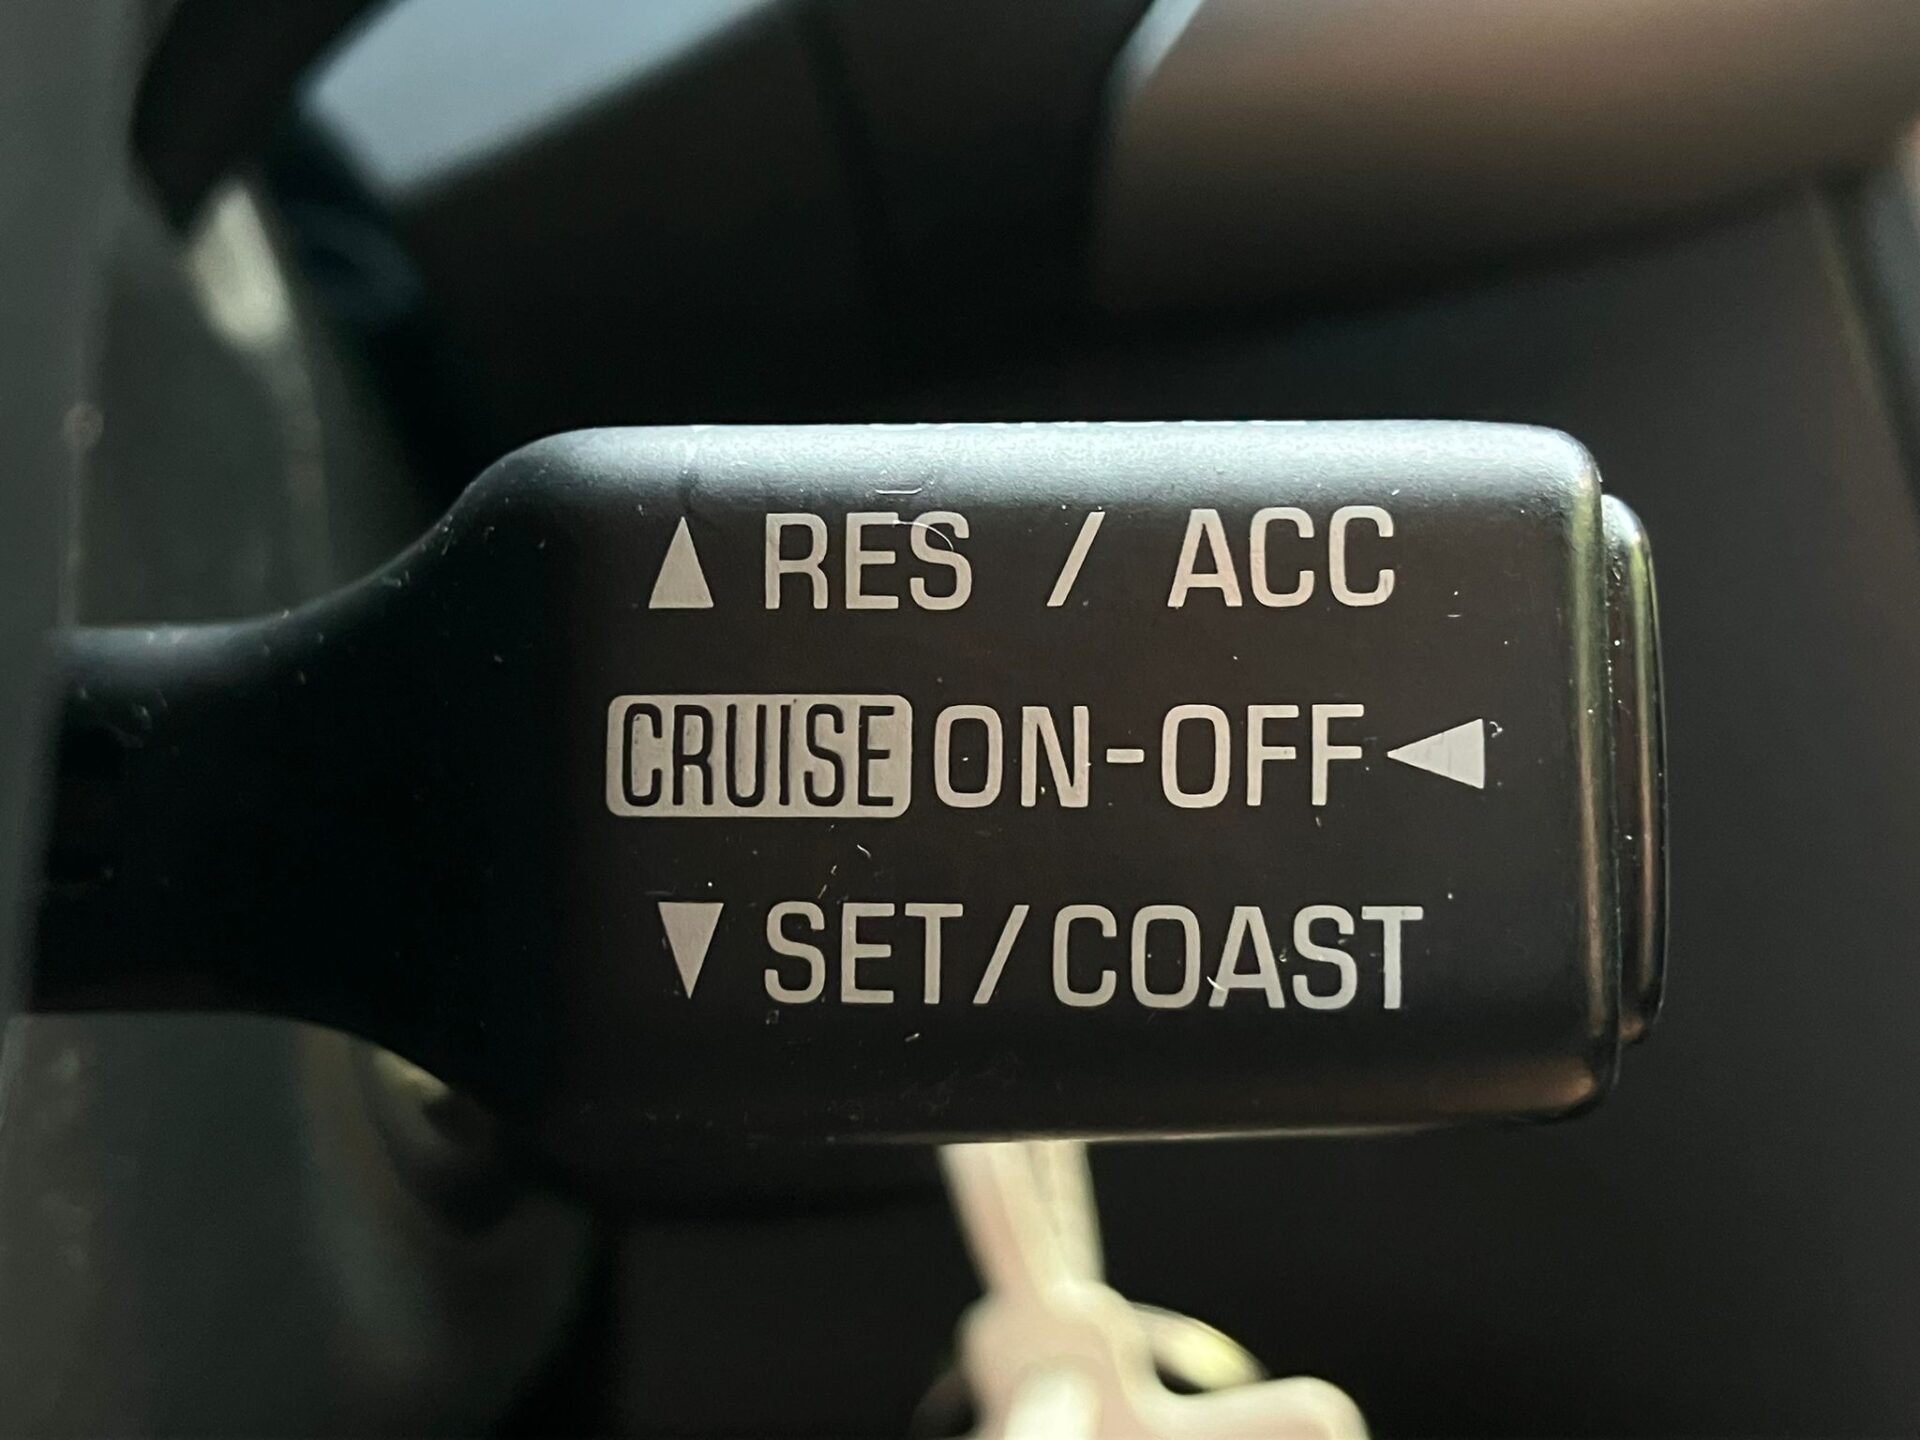 ▲ RES / ACC
CRUISE ON-OFF ◀
▼ SET/COAST